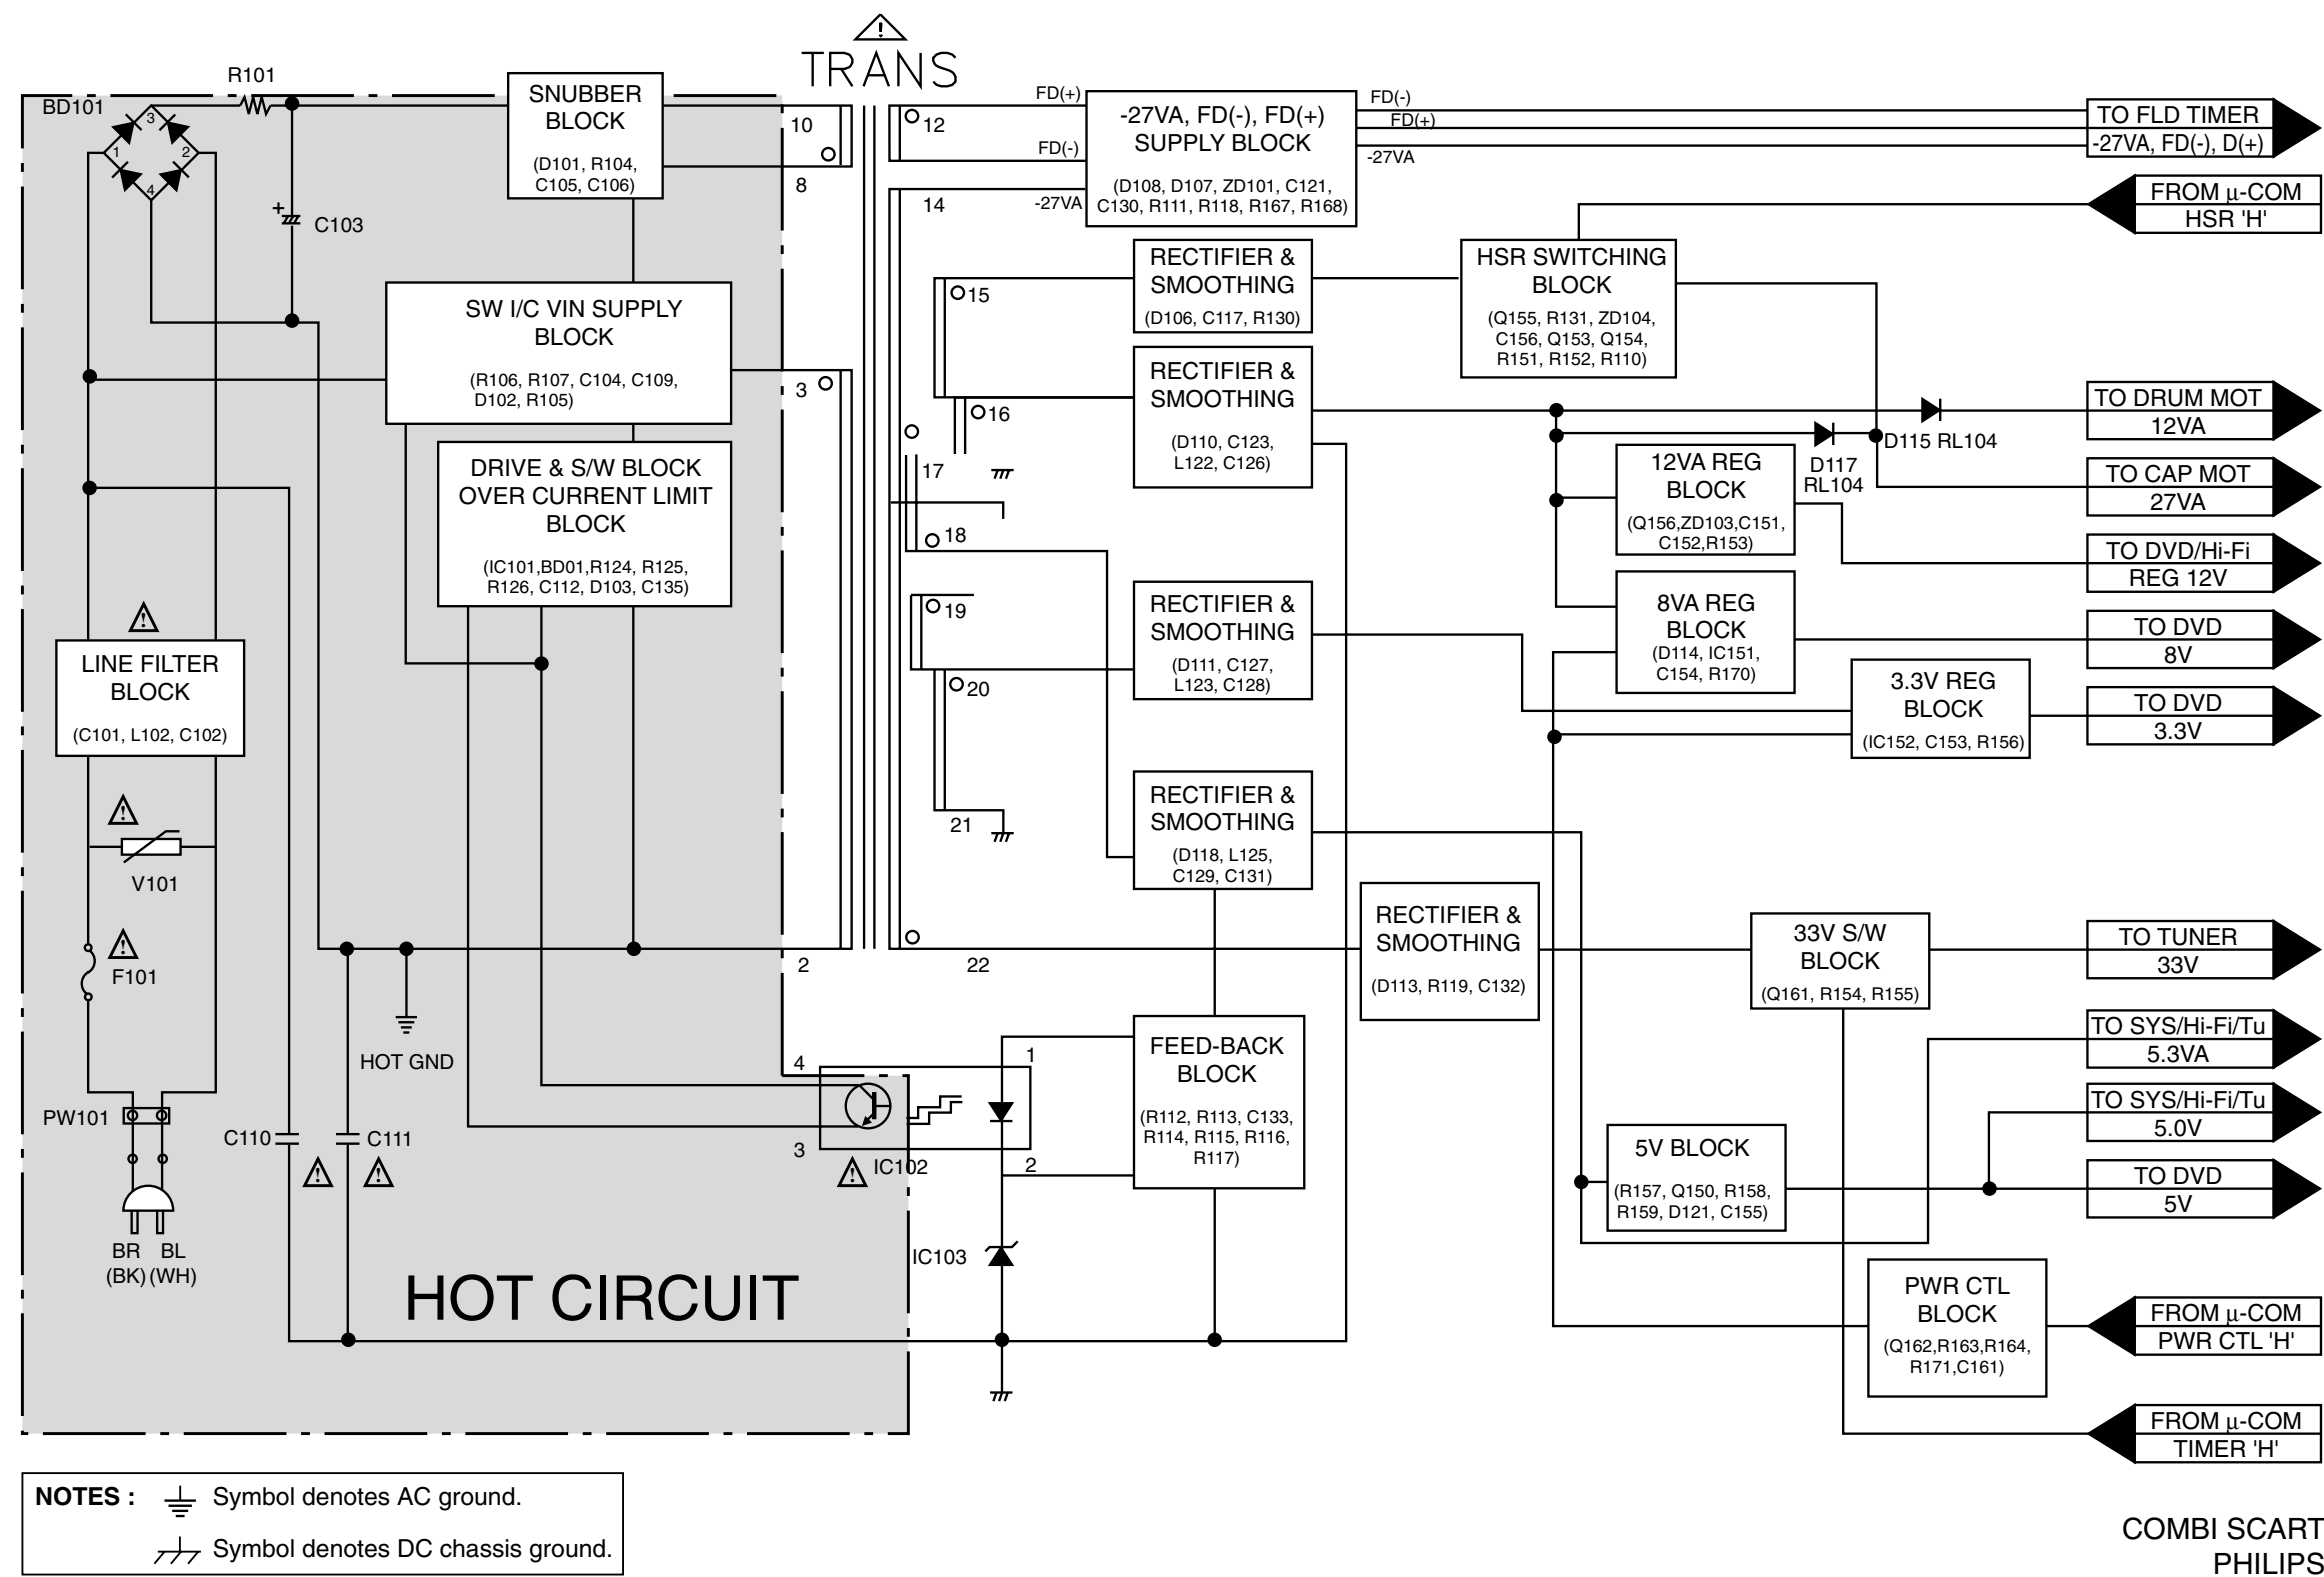 TRANS
R101
BD101
3
1
2
4
C103
SNUBBER
BLOCK
(D101, R104,
C105, C106)
SW I/C VIN SUPPLY
BLOCK
(R106, R107, C104, C109,
D102, R105)
DRIVE & S/W BLOCK
OVER CURRENT LIMIT
BLOCK
(IC101,BD01,R124, R125,
R126, C112, D103, C135)
LINE FILTER
BLOCK
(C101, L102, C102)
V101
F101
PW101
BR BL
(BK) (WH)
C110
C111
HOT GND
HOT CIRCUIT
10
8
3
2
4
3
IC102
1
2
IC103
12
14
15
16
17
18
19
20
21
22
FD(+)
FD(-)
-27VA
-27VA, FD(-), FD(+)
SUPPLY BLOCK
(D108, D107, ZD101, C121,
C130, R111, R118, R167, R168)
FD(-)
FD(+)
-27VA
RECTIFIER &
SMOOTHING
(D106, C117, R130)
RECTIFIER &
SMOOTHING
(D110, C123,
L122, C126)
RECTIFIER &
SMOOTHING
(D111, C127,
L123, C128)
RECTIFIER &
SMOOTHING
(D118, L125,
C129, C131)
RECTIFIER &
SMOOTHING
(D113, R119, C132)
FEED-BACK
BLOCK
(R112, R113, C133,
R114, R115, R116,
R117)
HSR SWITCHING
BLOCK
(Q155, R131, ZD104,
C156, Q153, Q154,
R151, R152, R110)
D115 RL104
D117
RL104
12VA REG
BLOCK
(Q156,ZD103,C151,
C152,R153)
8VA REG
BLOCK
(D114, IC151,
C154, R170)
3.3V REG
BLOCK
(IC152, C153, R156)
33V S/W
BLOCK
(Q161, R154, R155)
5V BLOCK
(R157, Q150, R158,
R159, D121, C155)
PWR CTL
BLOCK
(Q162,R163,R164,
R171,C161)
TO FLD TIMER
-27VA, FD(-), D(+)
FROM µ-COM
HSR 'H'
TO DRUM MOT
12VA
TO CAP MOT
27VA
TO DVD/Hi-Fi
REG 12V
TO DVD
8V
TO DVD
3.3V
TO TUNER
33V
TO SYS/Hi-Fi/Tu
5.3VA
TO SYS/Hi-Fi/Tu
5.0V
TO DVD
5V
FROM µ-COM
PWR CTL 'H'
FROM µ-COM
TIMER 'H'
NOTES : Symbol denotes AC ground.
Symbol denotes DC chassis ground.
COMBI SCART
PHILIPS